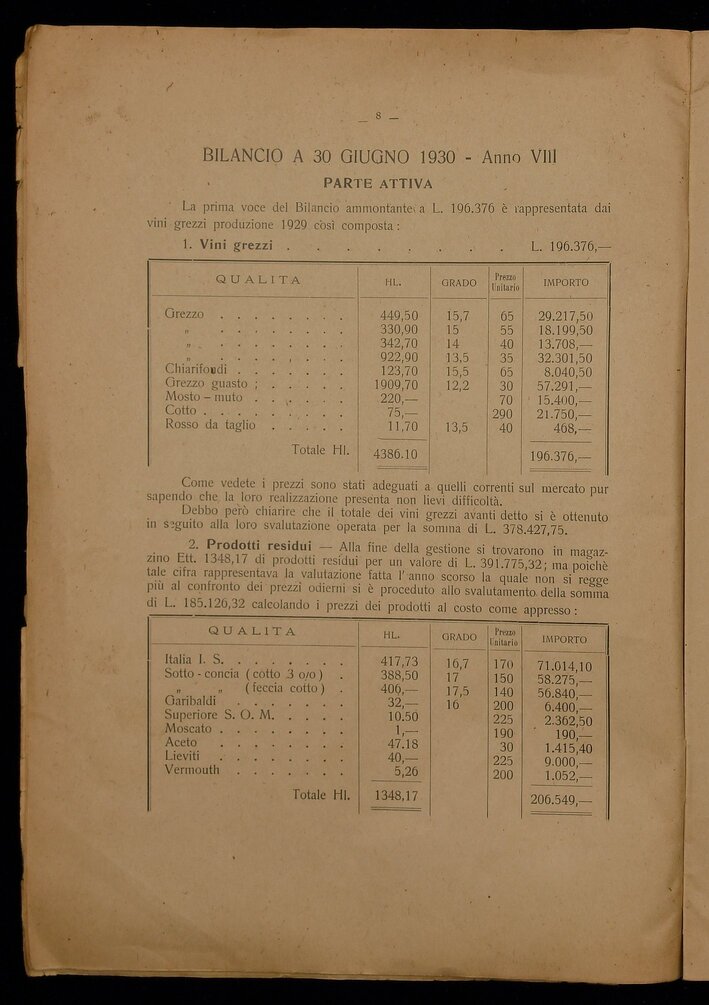 — 8 —
BILANCIO A 30 GIUGNO 1930 - Anno VIII
PARTE ATTIVA
La prima voce del Bilancio ammontante a L. 196.376 è rappresentata dai
vini grezzi produzione 1929 così composta :
1. Vini grezzi . . . . . . . . L. 196.376,—
QUALITA HL. GRADO Prezzo Unitario IMPORTO
Grezzo . . . . . . . . 449,50 15,7 65 29.217,50
„ . . . . . . . 330,90 15 55 18.199,50
„ . . . . . . . 342,70 14 40 13.708,—
„ . . . . . . . 922,90 13.5 35 32.301,50
Chiarifondi . . . . . . . 123,70 15,5 65 8.040,50
Grezzo guasto ; . . . . . 1909,70 12,2 30 57.291,—
Mosto - muto . . . . . 220,— 70 15.400,—
Cotto . . . . . . . . . 75,— 290 21.750,—
Rosso da taglio . . . . . 11,70 13,5 40 468,—
Totale Hl. 4386.10 196.376,—
Come vedete i prezzi sono stati adeguati a quelli correnti sul mercato pur
sapendo che la loro realizzazione presenta non lievi difficoltà.
Debbo però chiarire che il totale dei vini grezzi avanti detto si è ottenuto
in seguito alla loro svalutazione operata per la somma di L. 378.427,75.
2. Prodotti residui — Alla fine della gestione si trovarono in magaz-
zino Ett. 1348,17 di prodotti residui per un valore di L. 391.775,32 ; ma poichè
tale cifra rappresentava la valutazione fatta l'anno scorso la quale non si regge
più al confronto dei prezzi odierni si è proceduto allo svalutamento della somma
di L. 185.126,32 calcolando i prezzi dei prodotti al costo come appresso :
QUALITA HL. GRADO Prezzo Unitario IMPORTO
Italia I. S. . . . . . . . 417,73 16,7 170 71.014,10
Sotto - concia ( cotto 3 o/o ) . 388,50 17 150 58.275,—
„ „ ( feccia cotto ) . 406,— 17,5 140 56.840,—
Garibaldi . . . . . . . 32,— 16 200 6.400,—
Superiore S. O. M. . . . . 10.50 225 2.362,50
Moscato . . . . . . . . 1,— 190 190,—
Aceto . . . . . . . 47.18 30 1.415,40
Lieviti . . . . . . . 40,— 225 9.000,—
Vermouth . . . . . . . 5,26 200 1.052,—
Totale Hl. 1348,17 206.549,—